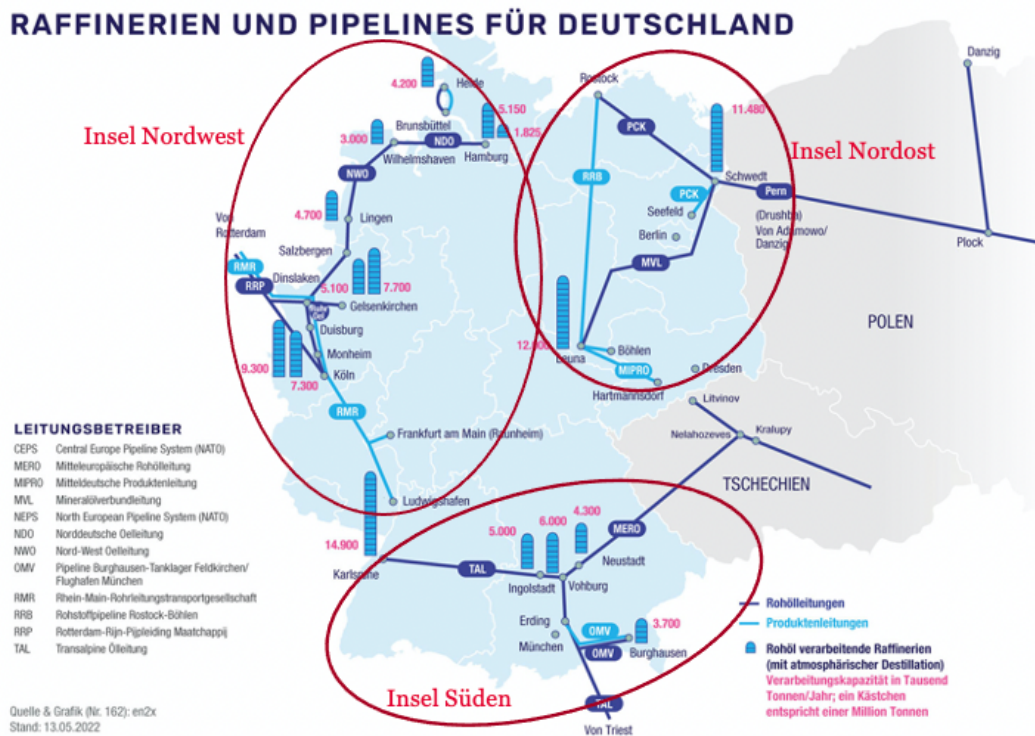 RAFFINERIEN UND PIPELINES FÜR DEUTSCHLAND
Danzig
Rostock
Heide
4.200
5.150
11.480
Brunsbüttel
1.825
PCK
Insel Nordwest
3.000
NDO
Wilhelmshaven
Hamburg
Insel Nordost
NWO
RRB
Schwedt
PCK
Pern
Seefeld
4.700
Lingen
(Drushba)
Von Adamowo/
Danzig
Von
Rotterdam
Berlin
Plock
Salzbergen
RMR
Dinslaken
MVL
RRP
5.100
7.700
Gelsenkirchen
POLEN
Duisburg
12.000
Leuna
Böhlen
Monheim
9.300
7.300
Köln
MIPRO
Dresden
Hartmannsdorf
Litvinov
RMR
Nelahozeves
Kralupy
Frankfurt am Main (Raunheim)
TSCHECHIEN
LEITUNGSBETREIBER
CEPS Central Europe Pipeline System (NATO)
MERO Mitteleuropäische Rohölleitung
MIPRO Mitteldeutsche Produktenleitung
MVL Mineralölverbundleitung
NEPS North European Pipeline System (NATO)
NDO Norddeutsche Oelleitung
NWO Nord-West Oelleitung
OMV Pipeline Burghausen-Tanklager Feldkirchen/
Flughafen München
RMR Rhein-Main-Rohrleitungstransportgesellschaft
RRB Rohstoffpipeline Rostock-Böhlen
RRP Rotterdam-Rijn-Pijpleiding Maatchappij
TAL Transalpine Ölleitung
Ludwigshafen
14.900
5.000
6.000
4.300
MERO
Karlsruhe
TAL
Neustadt
Ingolstadt
Vohburg
Erding
München
OMV
3.700
OMV
Burghausen
Insel Süden
TAL
Von Triest
Rohölleitungen
Produktenleitungen
Rohöl verarbeitende Raffinerien
(mit atmosphärischer Destillation)
Verarbeitungskapazität in Tausend
Tonnen/Jahr; ein Kästchen
entspricht einer Million Tonnen
Quelle & Grafik (Nr. 162): en2x
Stand: 13.05.2022